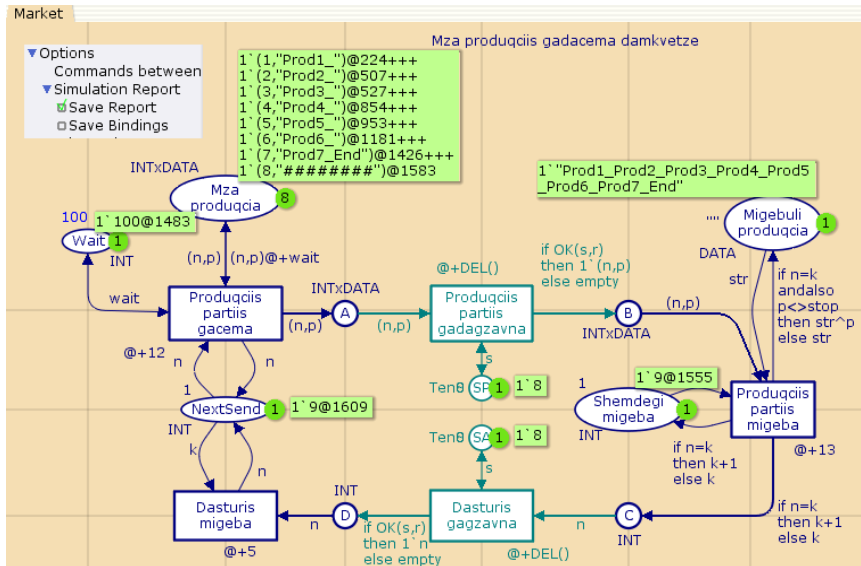 Market
Mza produqciis gadacema damkvetze
Options
Commands between
Simulation Report
Save Report
Save Bindings
1`(1,"Prod1_")@224+++
1`(2,"Prod2_")@507+++
1`(3,"Prod3_")@527+++
1`(4,"Prod4_")@854+++
1`(5,"Prod5_")@953+++
1`(6,"Prod6_")@1181+++
1`(7,"Prod7_End")@1426+++
1`(8,"########")@1583
INTxDATA
Mza
produqcia
8
1`"Prod1_Prod2_Prod3_Prod4_Prod5
_Prod6_Prod7_End"
100
1`100@1483
Wait
1
INT
""
Migebuli
produqcia
1
DATA
(n,p)
(n,p)@+wait
wait
@+DEL()
if OK(s,r)
then 1`(n,p)
else empty
str
if n=k
andalso
p<>stop
then str^p
else str
Produqciis
partiis
gacema
@+12
(n,p)
INTxDATA
A
(n,p)
Produqciis
partiis
gadagzavna
B
INTxDATA
(n,p)
n
n
s
Ten0
SP
1
1`8
1
NextSend
1
1`9@1609
INT
1
1`9@1555
Shemdegi
migeba
1
INT
Produqciis
partiis
migeba
@+13
Ten0
SA
1
1`8
s
k
n
if n=k
then k+1
else k
Dasturis
migeba
@+5
n
INT
D
if OK(s,r)
then 1`n
else empty
Dasturis
gagzavna
@+DEL()
n
C
INT
if n=k
then k+1
else k